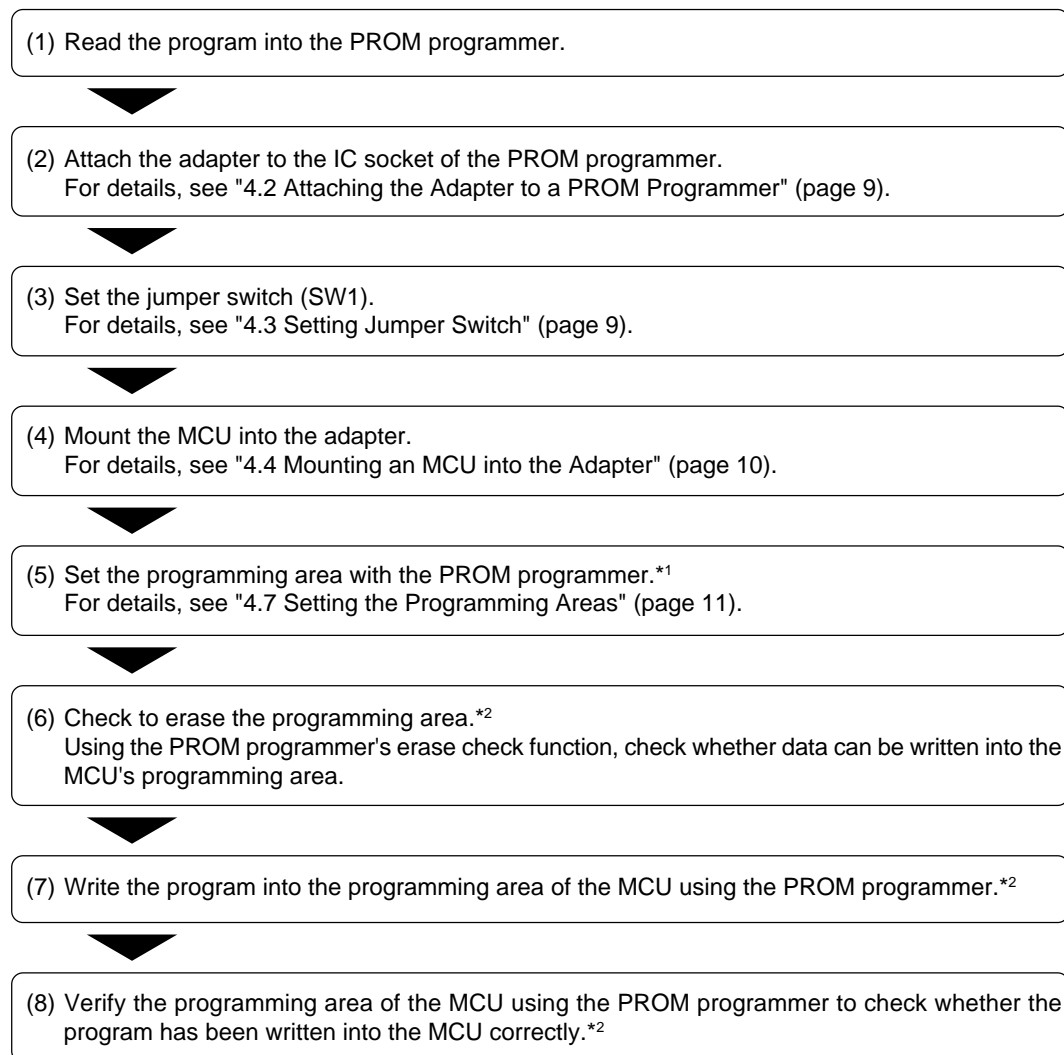 (1) Read the program into the PROM programmer.
(2) Attach the adapter to the IC socket of the PROM programmer.
For details, see "4.2 Attaching the Adapter to a PROM Programmer" (page 9).
(3) Set the jumper switch (SW1).
For details, see "4.3 Setting Jumper Switch" (page 9).
(4) Mount the MCU into the adapter.
For details, see "4.4 Mounting an MCU into the Adapter" (page 10).
(5) Set the programming area with the PROM programmer.*1
For details, see "4.7 Setting the Programming Areas" (page 11).
(6) Check to erase the programming area.*2
Using the PROM programmer's erase check function, check whether data can be written into the
MCU's programming area.
(7) Write the program into the programming area of the MCU using the PROM programmer.*2
(8) Verify the programming area of the MCU using the PROM programmer to check whether the
program has been written into the MCU correctly.*2